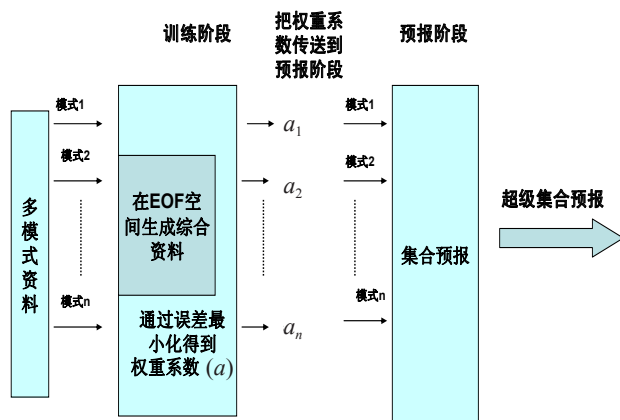 训练阶段
把权重系
数传送到
预报阶段
预报阶段
多模式资料
模式1
模式2
模式n
在EOF空
间生成综合
资料
通过误差最
小化得到
权重系数 (a)
a1
a2
an
模式1
模式2
模式n
集合预报
超级集合预报